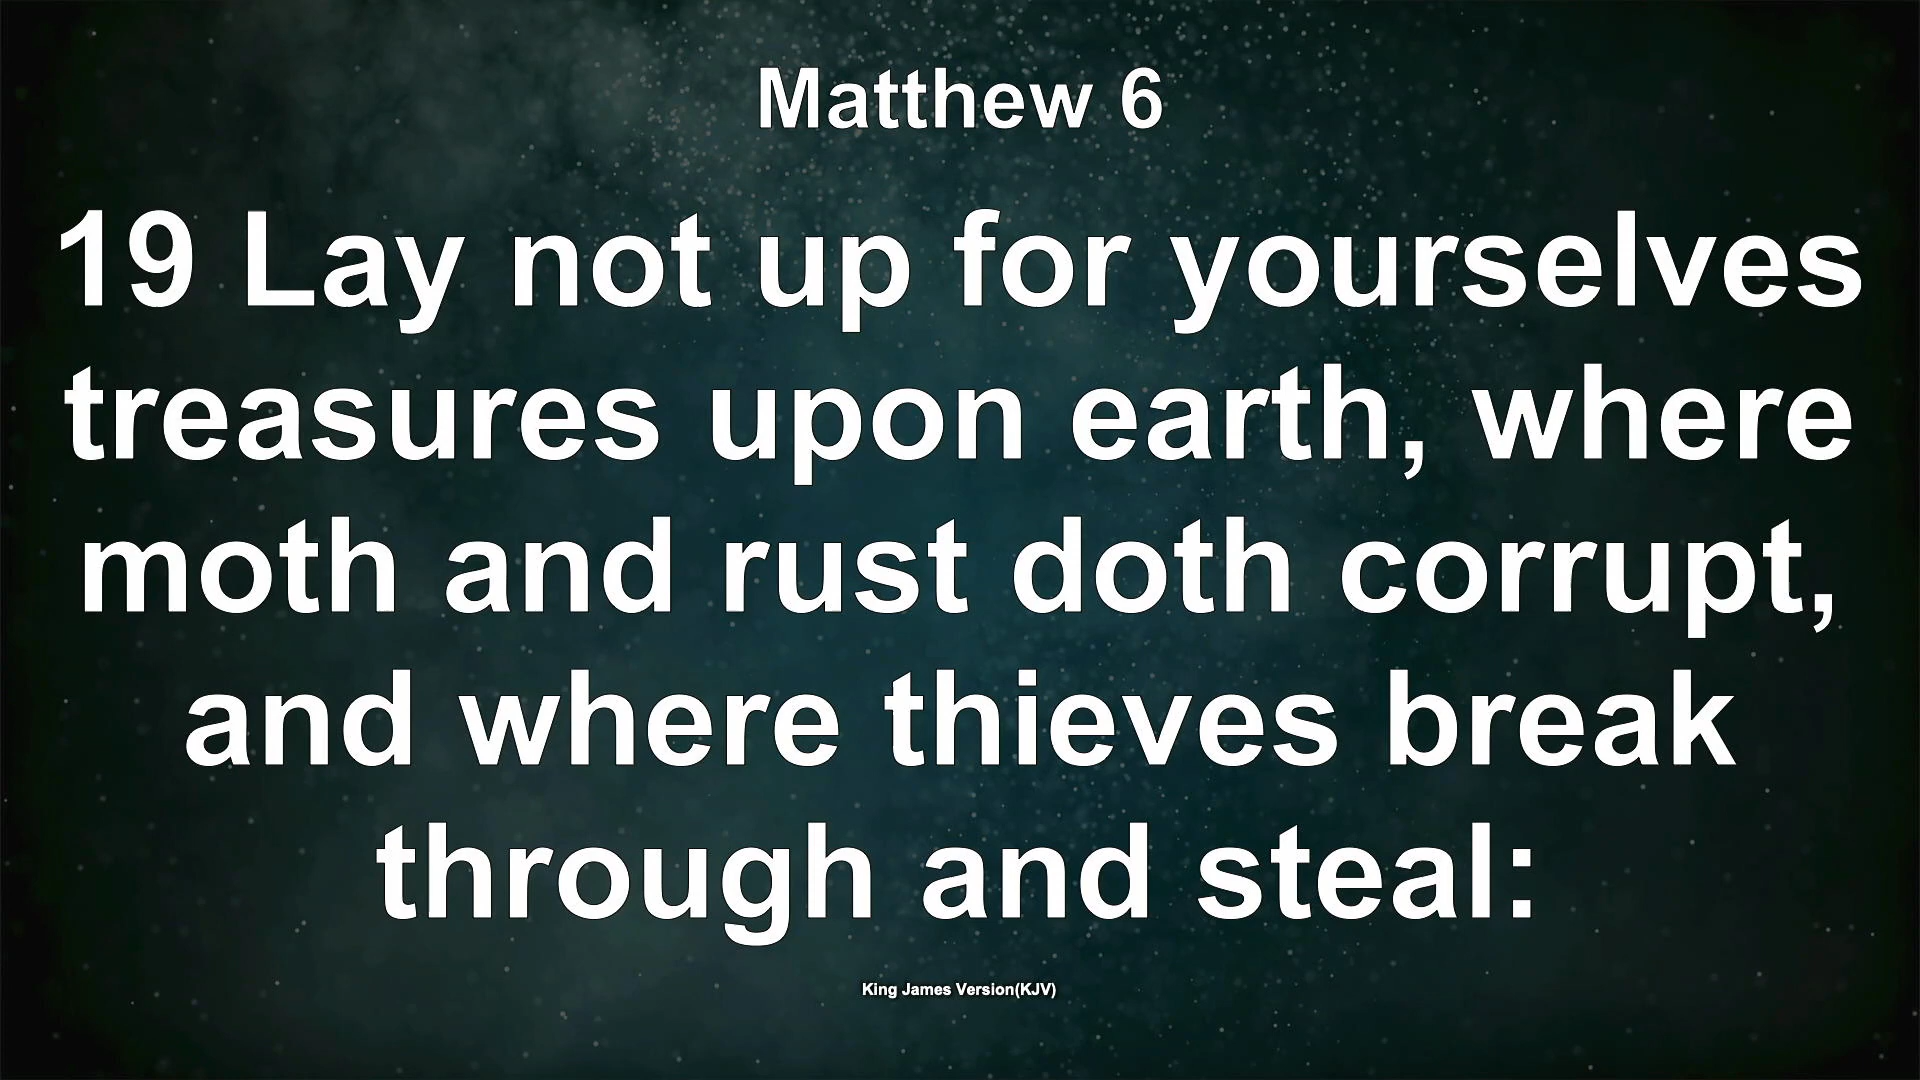 Matthew 6
19 Lay not up for yourselves
treasures upon earth, where
moth and rust doth corrupt,
and where thieves break
through and steal:
King James Version(KJV)